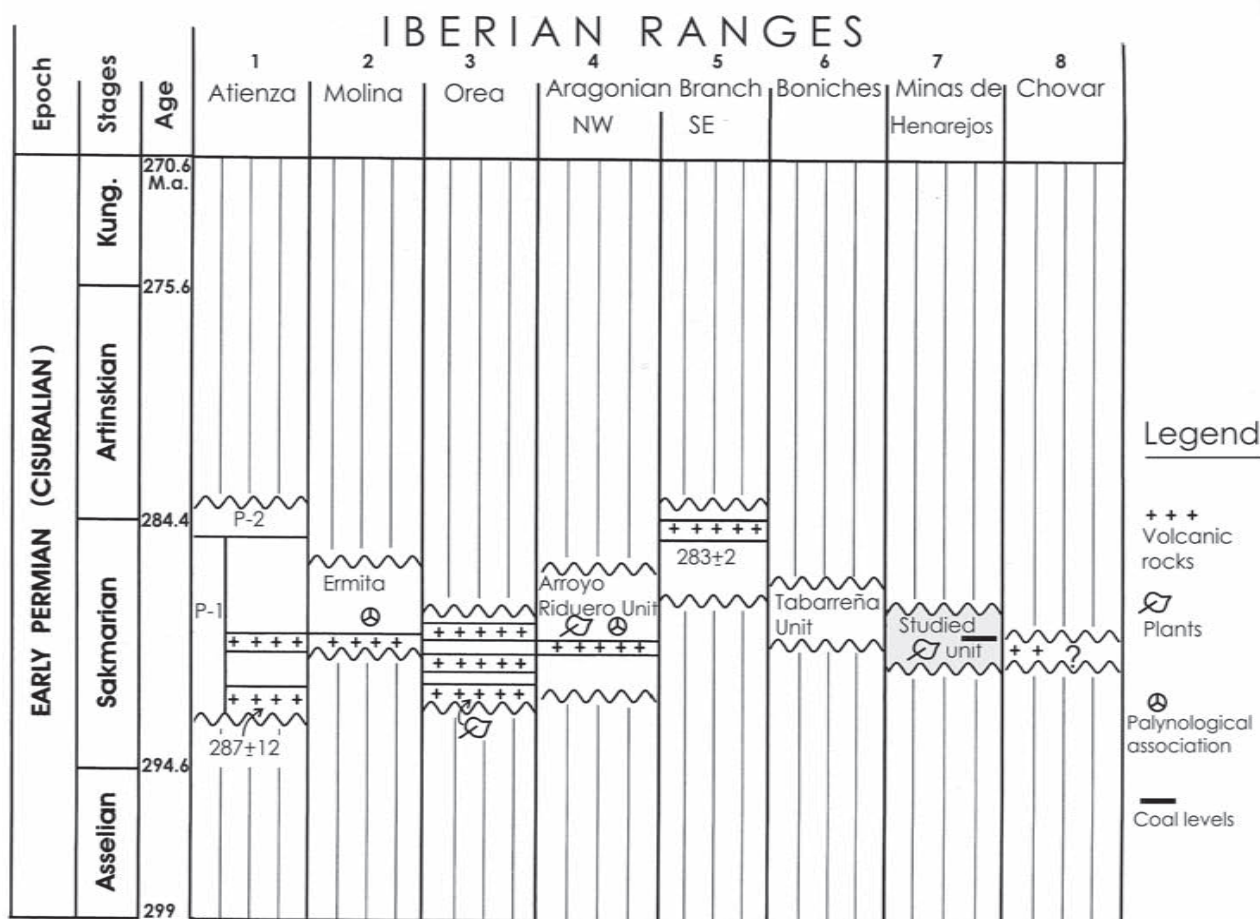 IBERIAN RANGES
Epoch
Stages
Age
1
2
3
4
5
6
7
8
Atienza
Molina
Orea
Aragonian Branch
NW
SE
Boniches
Minas de
Henarejos
Chovar
270.6
M.a.
275.6
284.4
294.6
299
EARLY PERMIAN (CISURALIAN)
Kung.
Artinskian
Sakmarian
Asselian
P-2
P-1
+ + + +
+ + + +
287±12
Ermita
+ + + +
+ + + + +
+ + + + +
+ + + + +
Arroyo
Riduero Unit
+ + + + +
+ + + + +
283±2
Tabarreña
Unit
Studied
unit
+ + ?
Legend
+ + +
Volcanic
rocks
Plants
Palynological
association
Coal levels